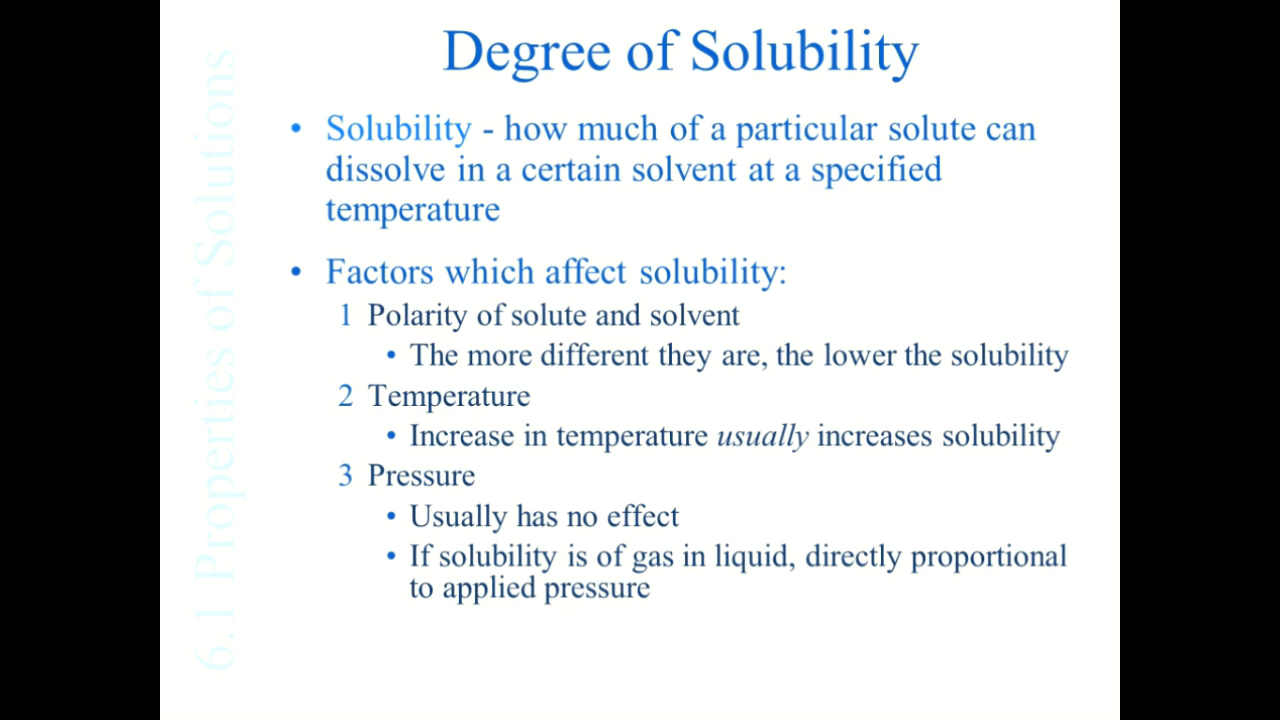 Degree of Solubility
• Solubility - how much of a particular solute can
dissolve in a certain solvent at a specified
temperature
• Factors which affect solubility:
1 Polarity of solute and solvent
• The more different they are, the lower the solubility
2 Temperature
• Increase in temperature usually increases solubility
3 Pressure
• Usually has no effect
• If solubility is of gas in liquid, directly proportional
to applied pressure
6.1 Properties of Solutions